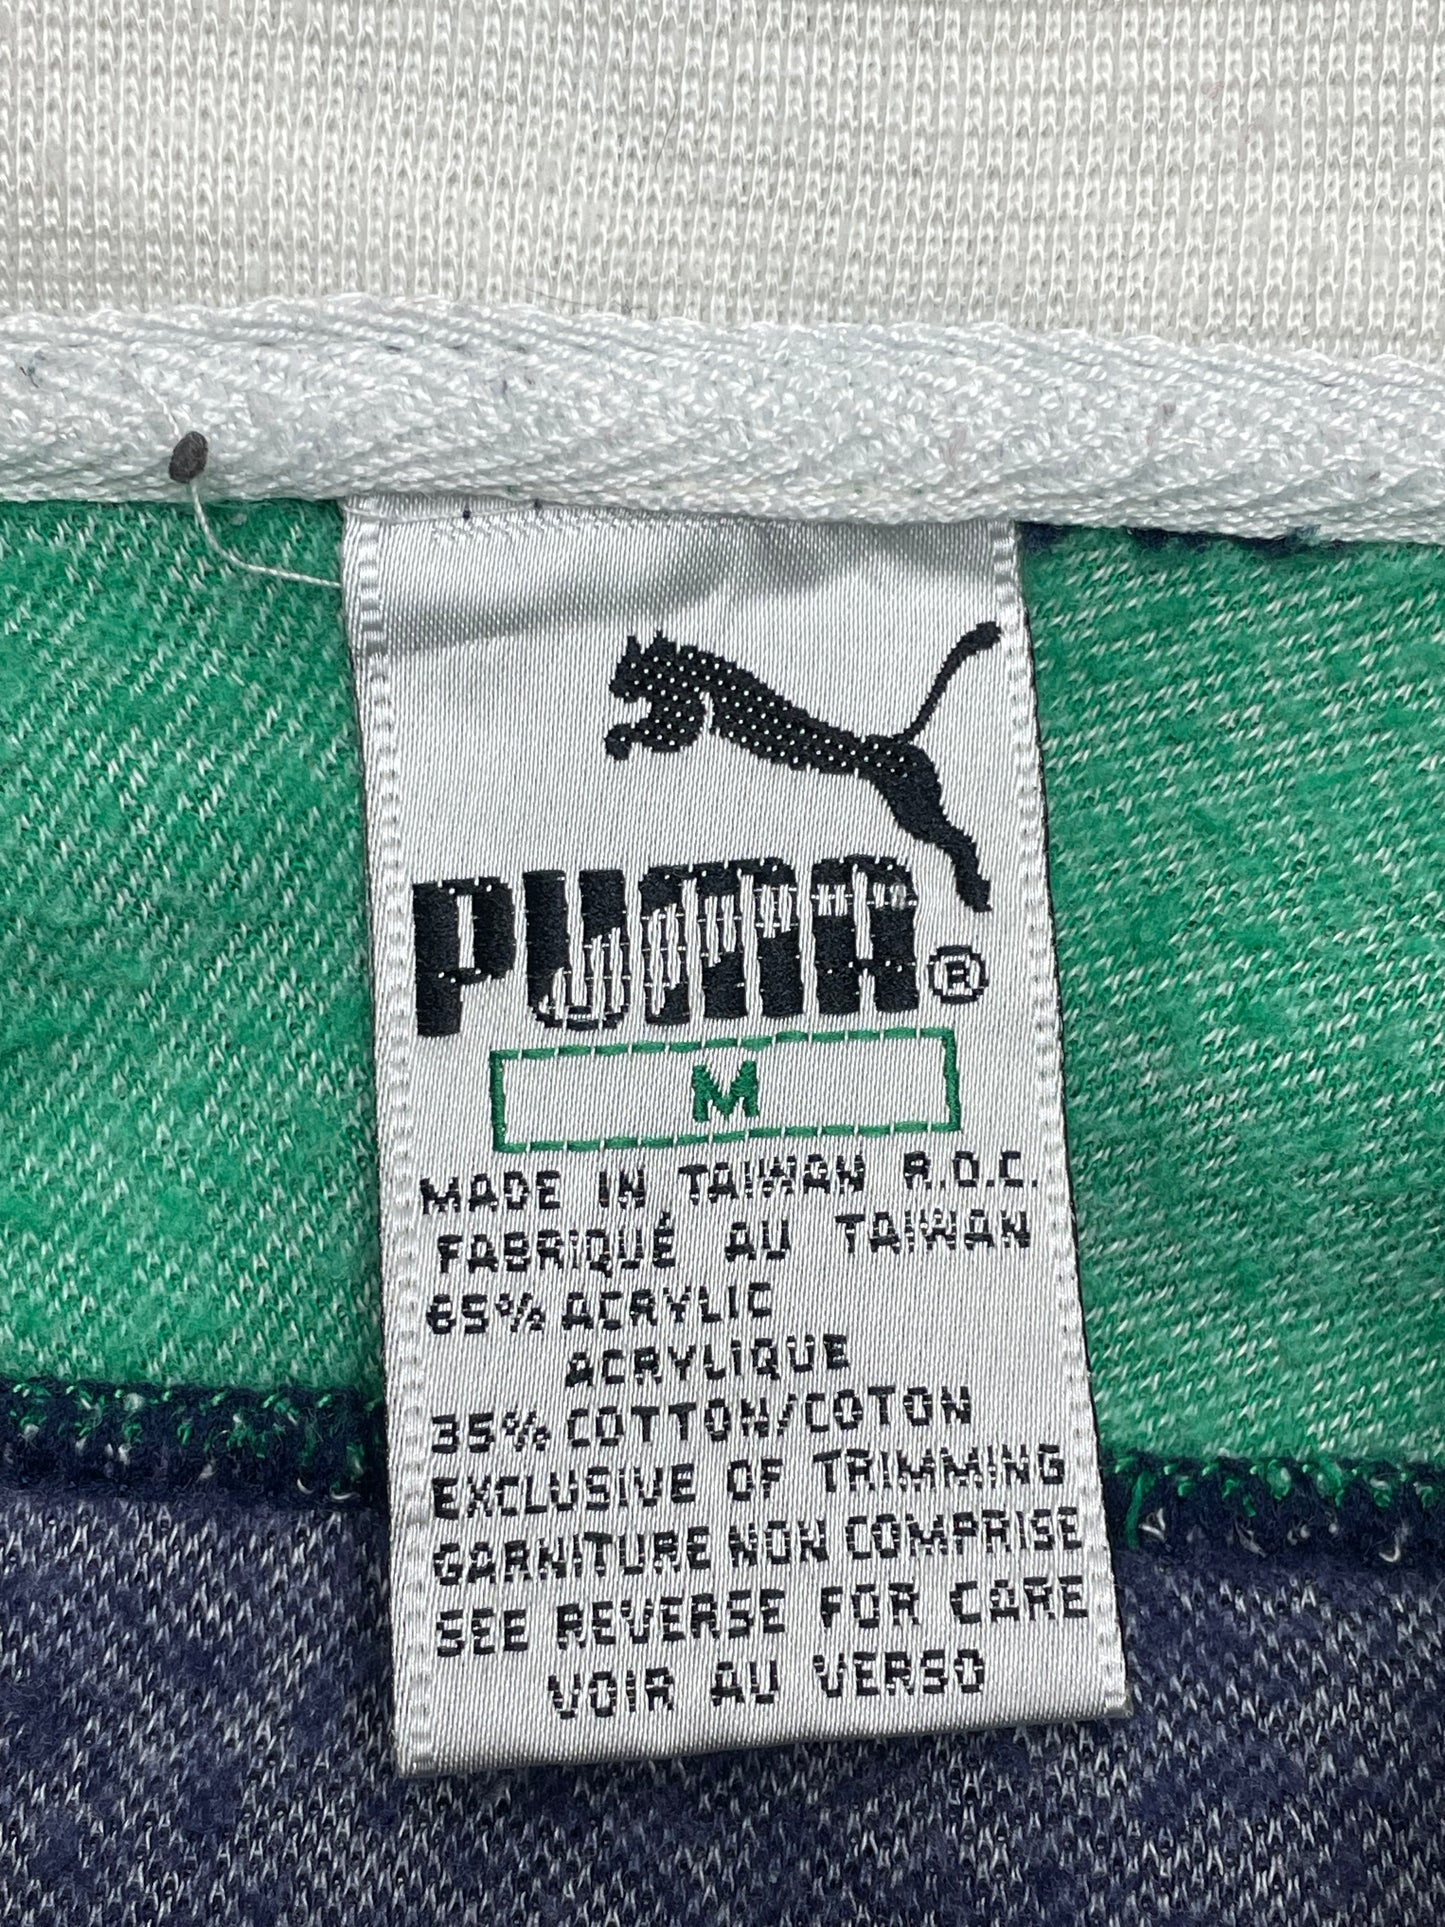 PUMA®
M
MADE IN TAIWAN R.O.C.
FABRIQUÉ AU TAIWAN
65% ACRYLIC
ACRYLIQUE
35% COTTON/COTON
EXCLUSIVE OF TRIMMING
GARNITURE NON COMPRISE
SEE REVERSE FOR CARE
VOIR AU VERSO